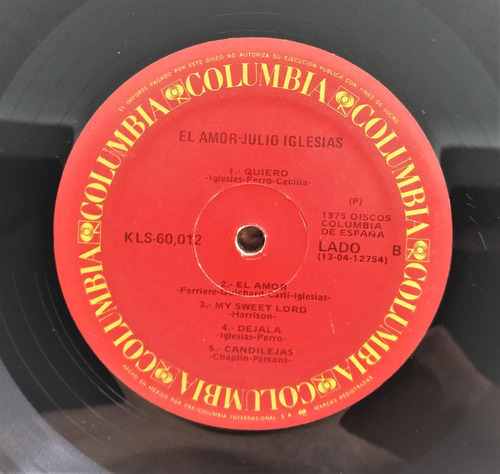 EL IMPORTE PAGADO POR ESTE DISCO NO AUTORIZA SU EJECUCION PUBLICA CON FINES DE LUCRO
COLUMBIA COLUMBIA COLUMBIA COLUMBIA COLUMBIA COLUMBIA
EL AMOR-JULIO IGLESIAS
1.- QUIERO
-Iglesias-Ferro-Cecilia-
(P)
1975 DISCOS
COLUMBIA
DE ESPAÑA
KLS-60,012
LADO B
(13-04-12754)
2.- EL AMOR
-Ferriere-Guichard-Carli-Iglesias-
3.- MY SWEET LORD
-Harrison-
4.- DEJALA
-Iglesias-Ferro-
5.- CANDILEJAS
-Chaplin-Parsons-
HECHO EN MEXICO POR CBS/COLUMBIA INTERNACIONAL, S.A. MARCAS REGISTRADAS